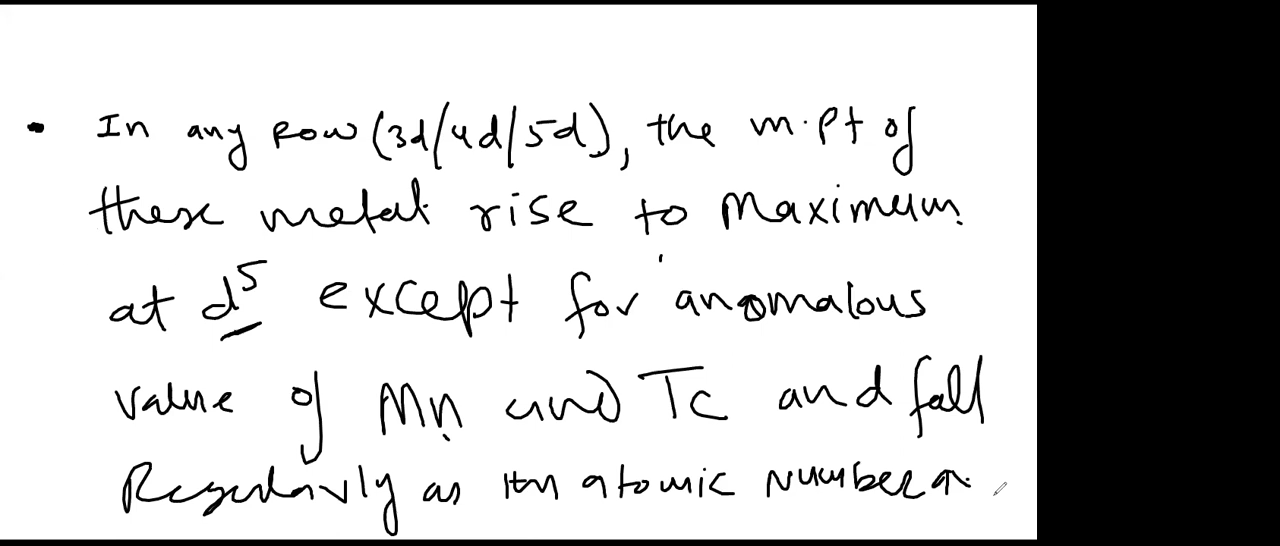 • In any Row (3d/4d/5d), the m.pt of
these metal rise to Maximum
at d⁵ except for anomalous
value of Mn and Tc and fall
Regularly as the atomic Number